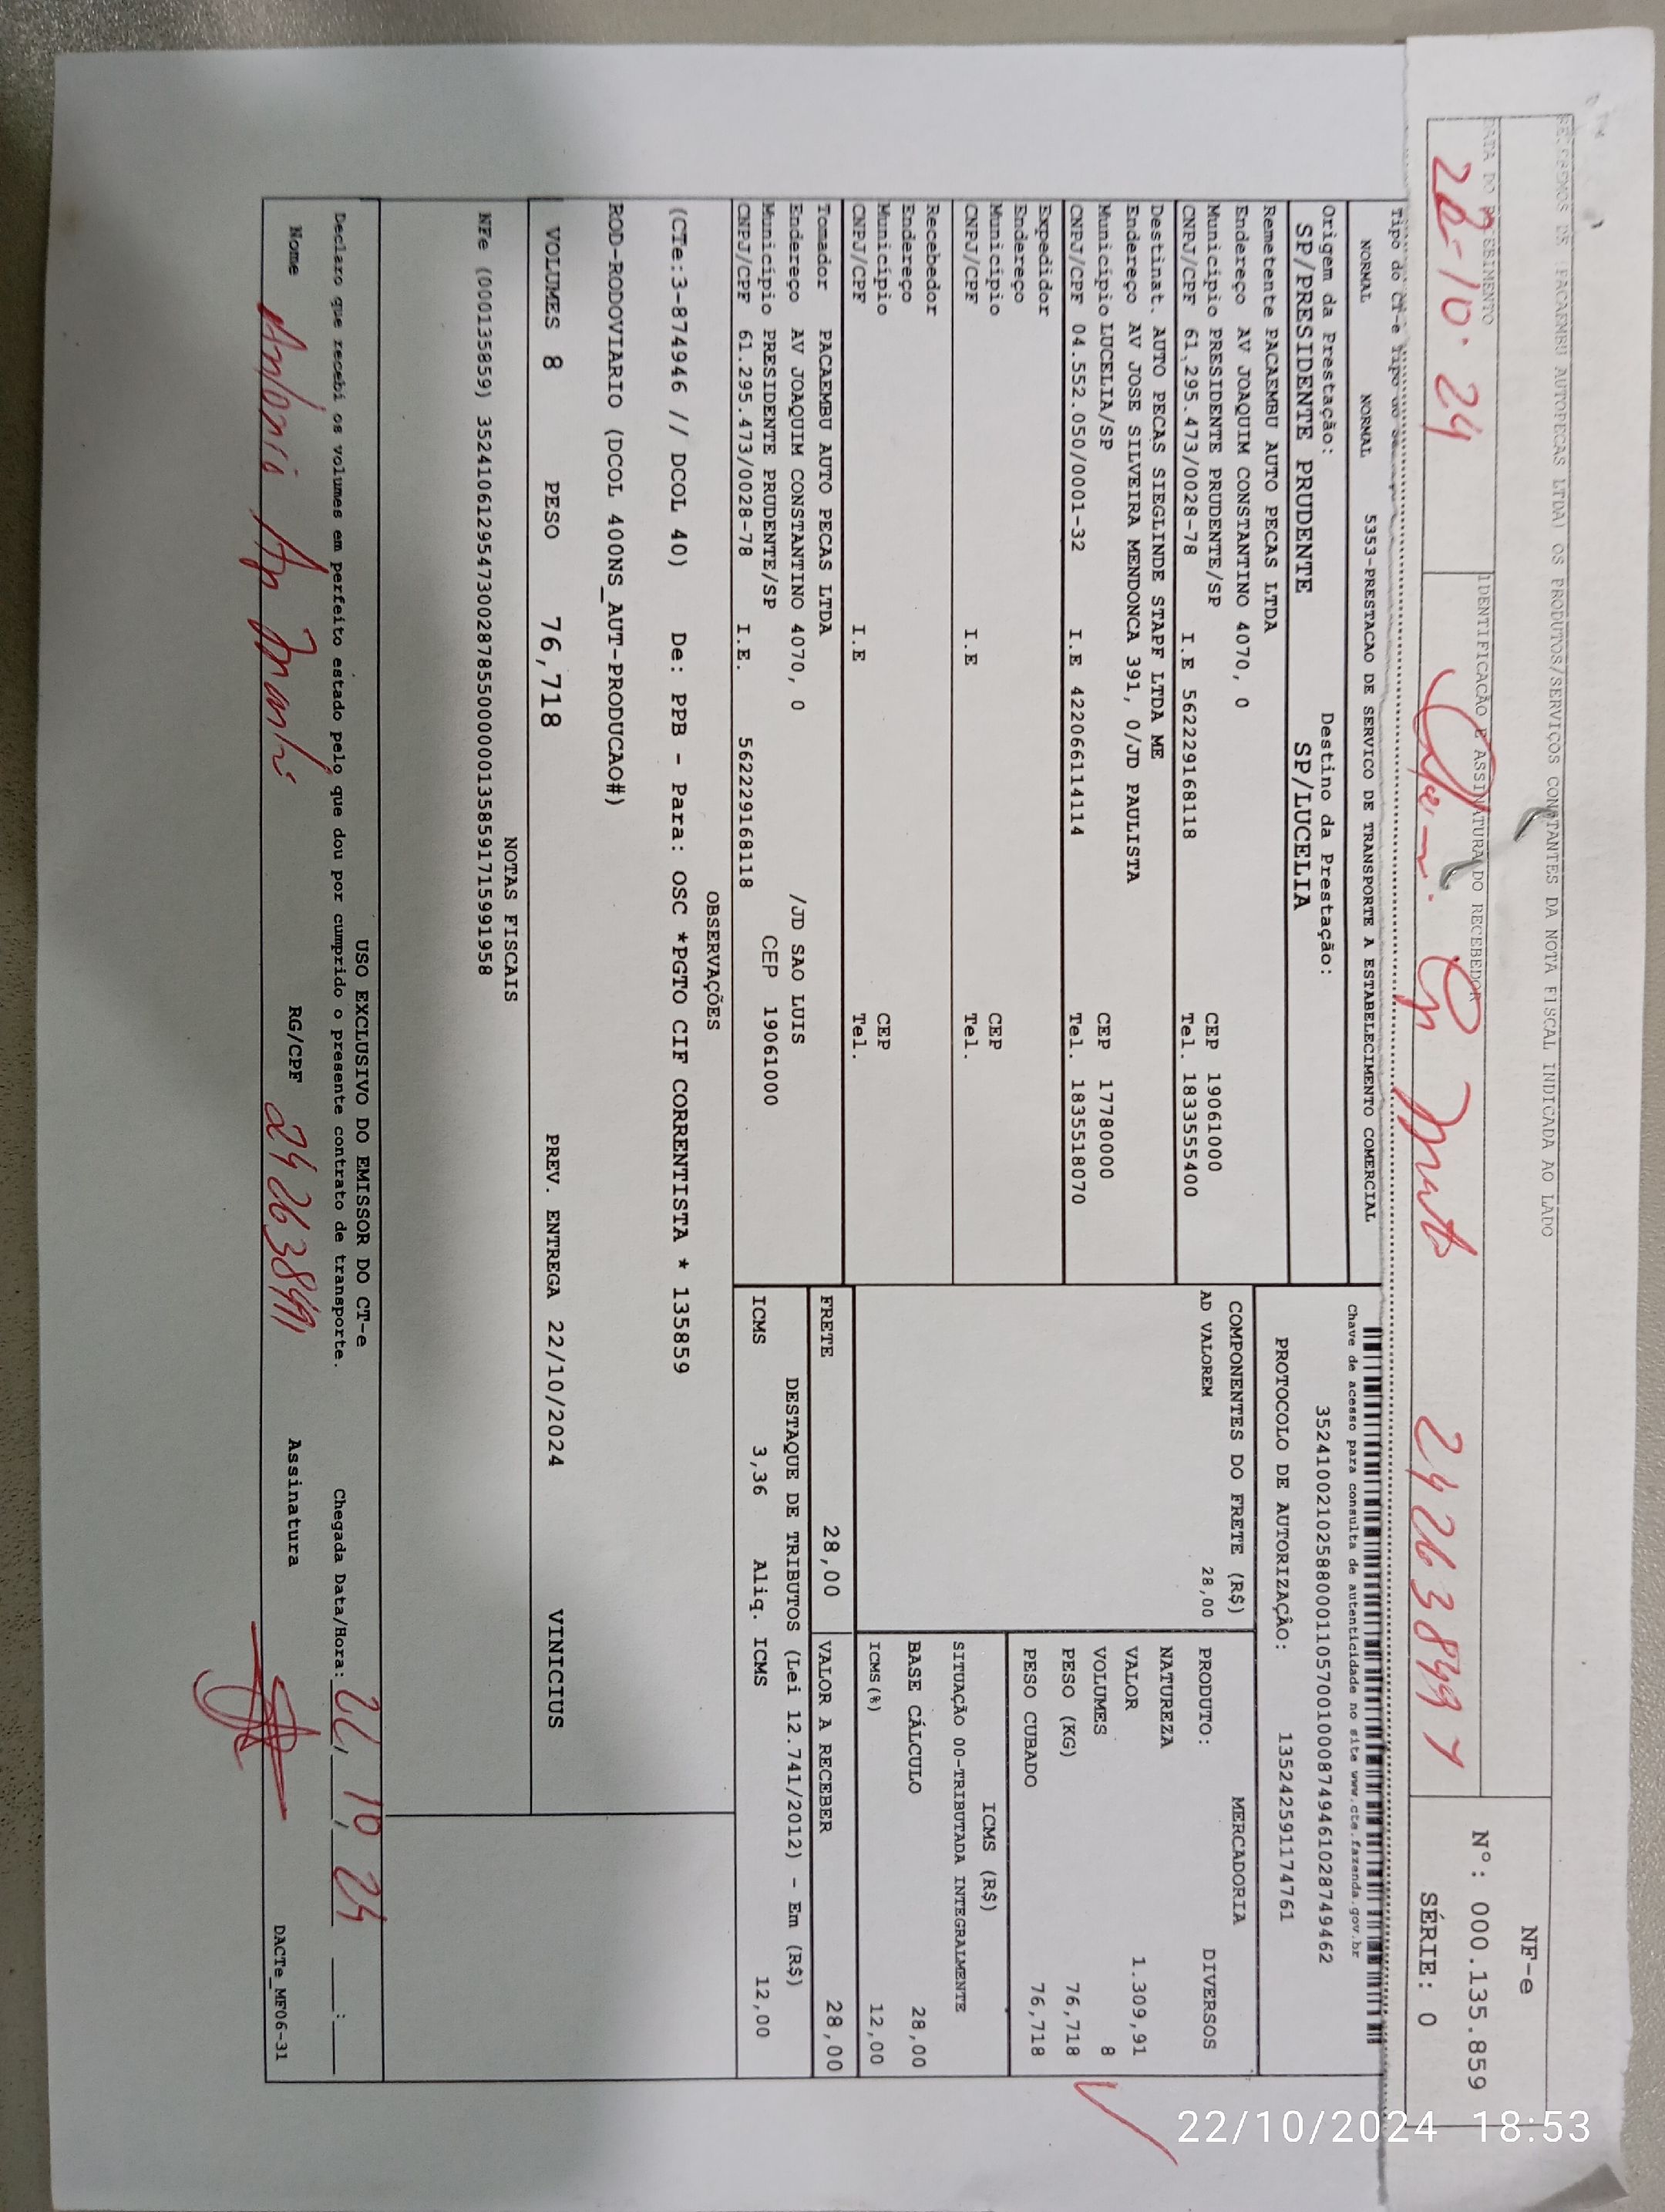 RECEBEMOS DE (PACAEMBU AUTOPECAS LTDA) OS PRODUTOS/SERVIÇOS CONSTANTES DA NOTA FISCAL INDICADA AO LADO
NF-e
Nº: 000.135.859
SÉRIE: 0
DATA DO RECEBIMENTO
IDENTIFICAÇÃO E ASSINATURA DO RECEBEDOR
22-10-24
Tipo do CT-e Tipo do
NORMAL NORMAL 5353-PRESTACAO DE SERVICO DE TRANSPORTE A ESTABELECIMENTO COMERCIAL
Chave de acesso para consulta de autenticidade no site www.cte.fazenda.gov.br
35241002102588000110570010008749461028749462
Origem da Prestação: Destino da Prestação:
SP/PRESIDENTE PRUDENTE SP/LUCELIA
PROTOCOLO DE AUTORIZAÇÃO: 135242591174761
Remetente PACAEMBU AUTO PECAS LTDA
Endereço AV JOAQUIM CONSTANTINO 4070, 0
Município PRESIDENTE PRUDENTE/SP CEP 19061000
CNPJ/CPF 61.295.473/0028-78 I.E 562229168118 Tel. 1833555400
Destinat. AUTO PECAS SIEGLINDE STAPF LTDA ME
Endereço AV JOSE SILVEIRA MENDONCA 391, 0/JD PAULISTA
Município LUCELIA/SP CEP 17780000
CNPJ/CPF 04.552.050/0001-32 I.E 422066114114 Tel. 1835518070
Expedidor
Endereço
Município CEP
CNPJ/CPF I.E Tel.
Recebedor
Endereço
Município CEP
CNPJ/CPF I.E Tel.
Tomador PACAEMBU AUTO PECAS LTDA
Endereço AV JOAQUIM CONSTANTINO 4070, 0 /JD SAO LUIS
Município PRESIDENTE PRUDENTE/SP CEP 19061000
CNPJ/CPF 61.295.473/0028-78 I.E. 562229168118
COMPONENTES DO FRETE (R$)
AD VALOREM 28,00
MERCADORIA
PRODUTO: DIVERSOS
NATUREZA
VALOR 1.309,91
VOLUMES 8
PESO (KG) 76,718
PESO CUBADO 76,718
ICMS (R$)
SITUAÇÃO 00-TRIBUTADA INTEGRALMENTE
BASE CÁLCULO 28,00
ICMS(%) 12,00
FRETE 28,00 VALOR A RECEBER 28,00
DESTAQUE DE TRIBUTOS (Lei 12.741/2012) - Em (R$)
ICMS 3,36 Aliq. ICMS 12,00
OBSERVAÇÕES
(CTe:3-874946 // DCOL 40) De: PPB - Para: OSC *PGTO CIF CORRENTISTA * 135859
ROD-RODOVIARIO (DCOL 400NS_AUT-PRODUCAO#)
VOLUMES 8 PESO 76,718 PREV. ENTREGA 22/10/2024 VINICIUS
NOTAS FISCAIS
NFe (000135859) 35241061295473002878550000001358591715991958
USO EXCLUSIVO DO EMISSOR DO CT-e
Declaro que recebi os volumes em perfeito estado pelo que dou por cumprido o presente contrato de transporte. Chegada Data/Hora: 22/10/24 __:__
Nome Antonio RG/CPF Assinatura
DACTe_MF06-31
22/10/2024 18:53